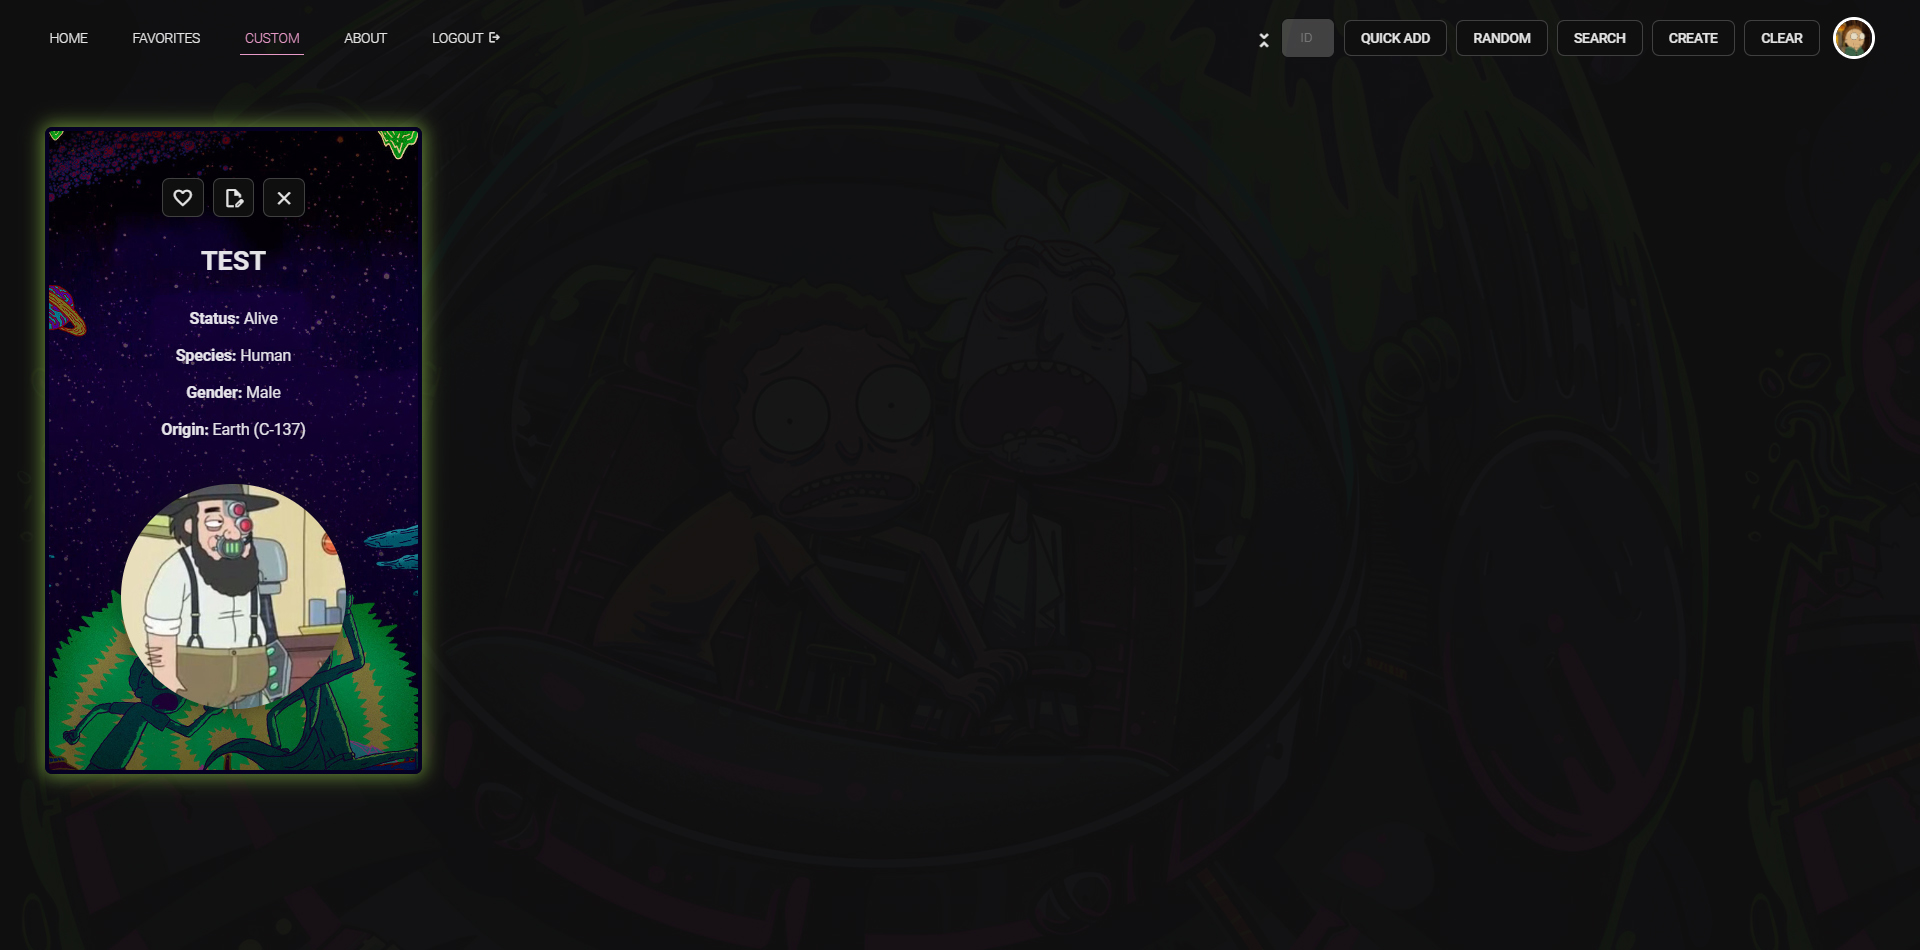 HOME FAVORITES CUSTOM ABOUT LOGOUT ID QUICK ADD RANDOM SEARCH CREATE CLEAR
TEST
Status: Alive
Species: Human
Gender: Male
Origin: Earth (C-137)